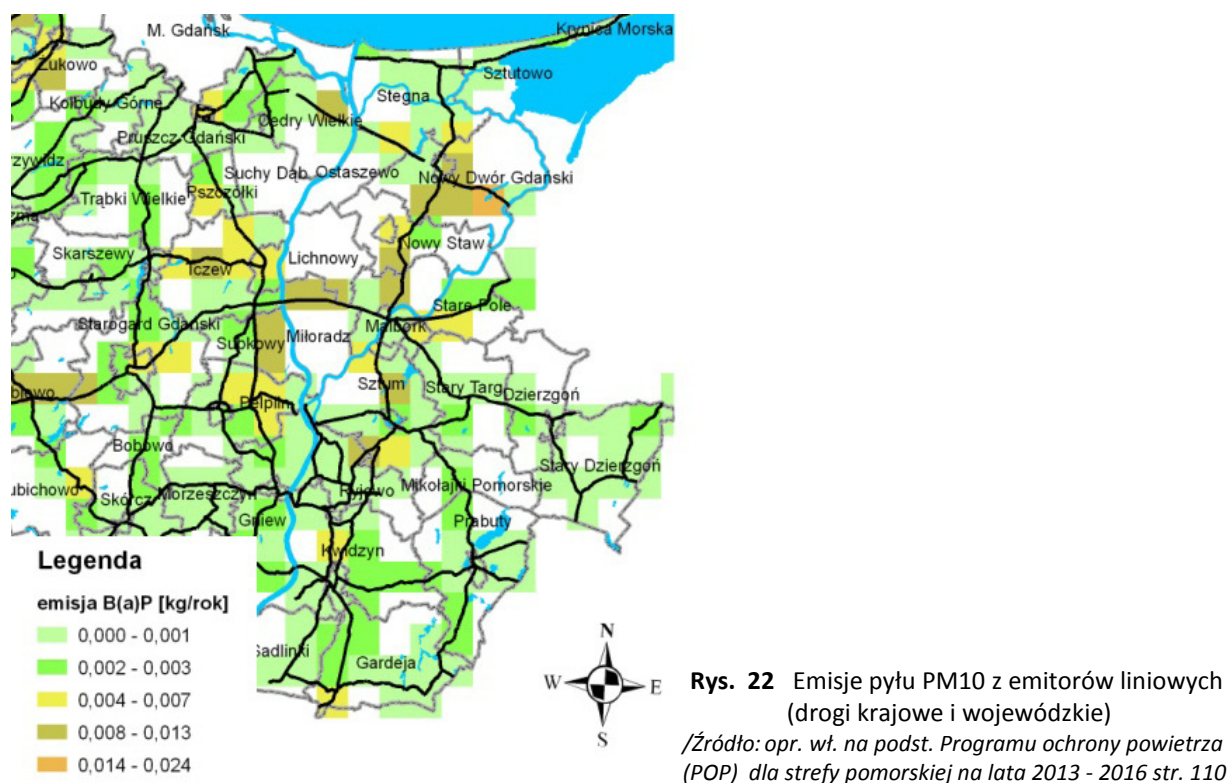 M. Gdańsk
Krynica Morska
Żukowo
Sztutowo
Kolbudy Górne
Stegna
Cedry Wielkie
Pruszcz Gdański
rzywidz
Suchy Dąb Ostaszewo
Nowy Dwór Gdański
Trąbki Wielkie
Pszczółki
zma
Nowy Staw
Skarszewy
Tczew
Lichnowy
Stare Pole
Starogard Gdański
Malbork
Subkowy
Miłoradz
Sztum
Stary Targ
Dzierzgoń
Pelplin
Bobowo
Stary Dzierzgoń
ubichowo
Skórcz
Morzeszczyn
Ryjewo
Mikołajki Pomorskie
Gniew
Prabuty
Kwidzyn
Sadlinki
Gardeja
Legenda
emisja B(a)P [kg/rok]
0,000 - 0,001
0,002 - 0,003
0,004 - 0,007
0,008 - 0,013
0,014 - 0,024
N
W E
S
Rys. 22 Emisje pyłu PM10 z emitorów liniowych
(drogi krajowe i wojewódzkie)
/Źródło: opr. wł. na podst. Programu ochrony powietrza
(POP) dla strefy pomorskiej na lata 2013 - 2016 str. 110